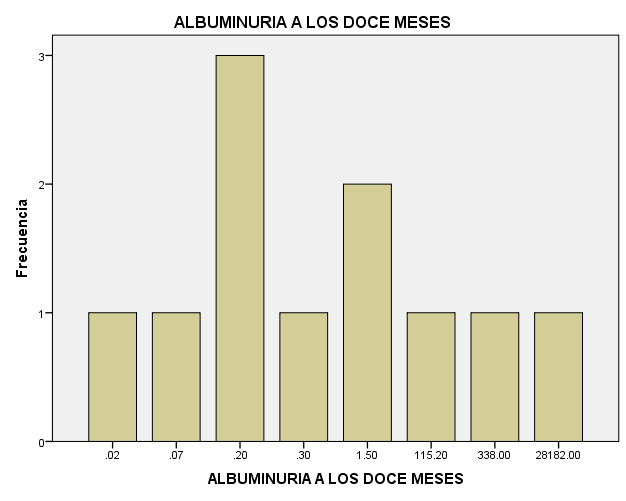 ALBUMINURIA A LOS DOCE MESES
3
2
1
0
Frecuencia
.02 .07 .20 .30 1.50 115.20 338.00 28182.00
ALBUMINURIA A LOS DOCE MESES